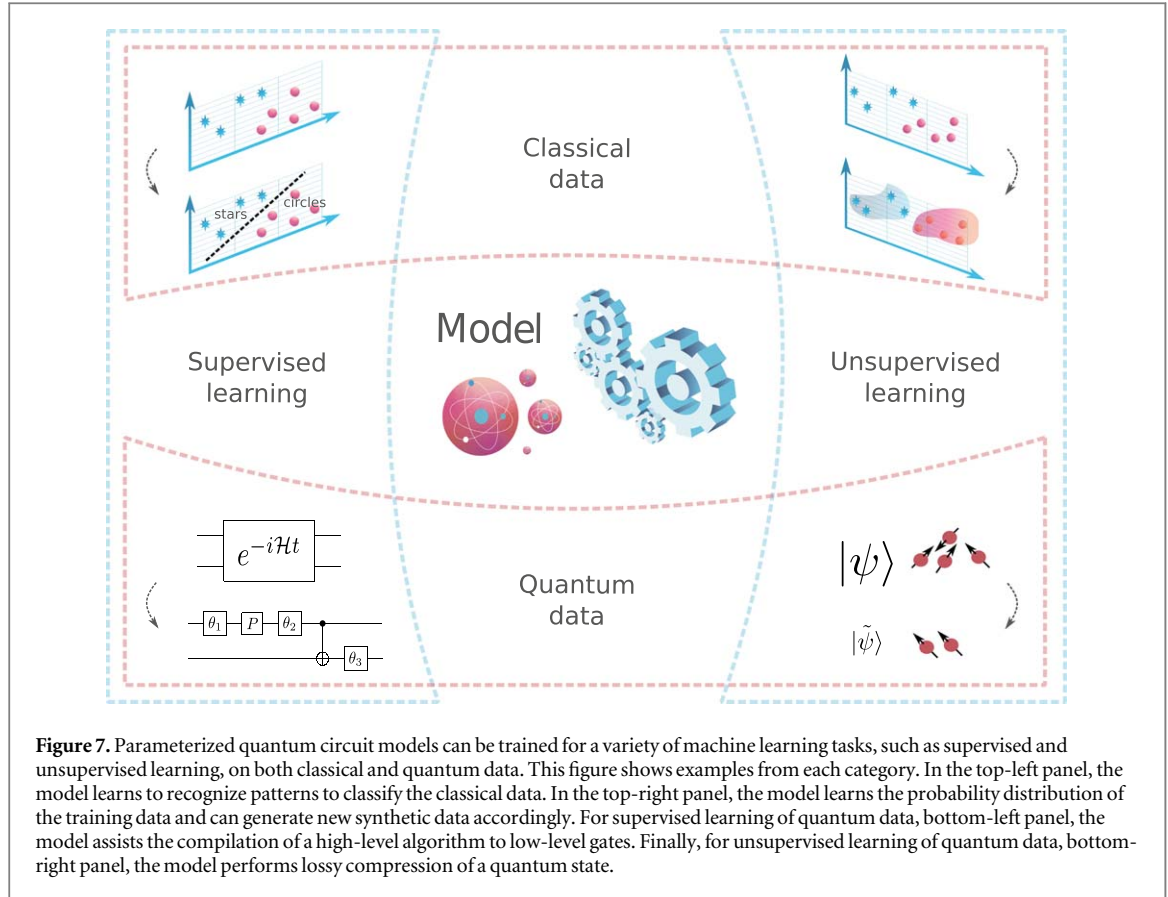 Classical
data
stars
circles
Model
Supervised
learning
Unsupervised
learning
e^{-iℋt}
|ψ⟩
Quantum
data
θ₁ P θ₂
θ₃
|ψ̃⟩
Figure 7. Parameterized quantum circuit models can be trained for a variety of machine learning tasks, such as supervised and
unsupervised learning, on both classical and quantum data. This figure shows examples from each category. In the top-left panel, the
model learns to recognize patterns to classify the classical data. In the top-right panel, the model learns the probability distribution of
the training data and can generate new synthetic data accordingly. For supervised learning of quantum data, bottom-left panel, the
model assists the compilation of a high-level algorithm to low-level gates. Finally, for unsupervised learning of quantum data, bottom-
right panel, the model performs lossy compression of a quantum state.